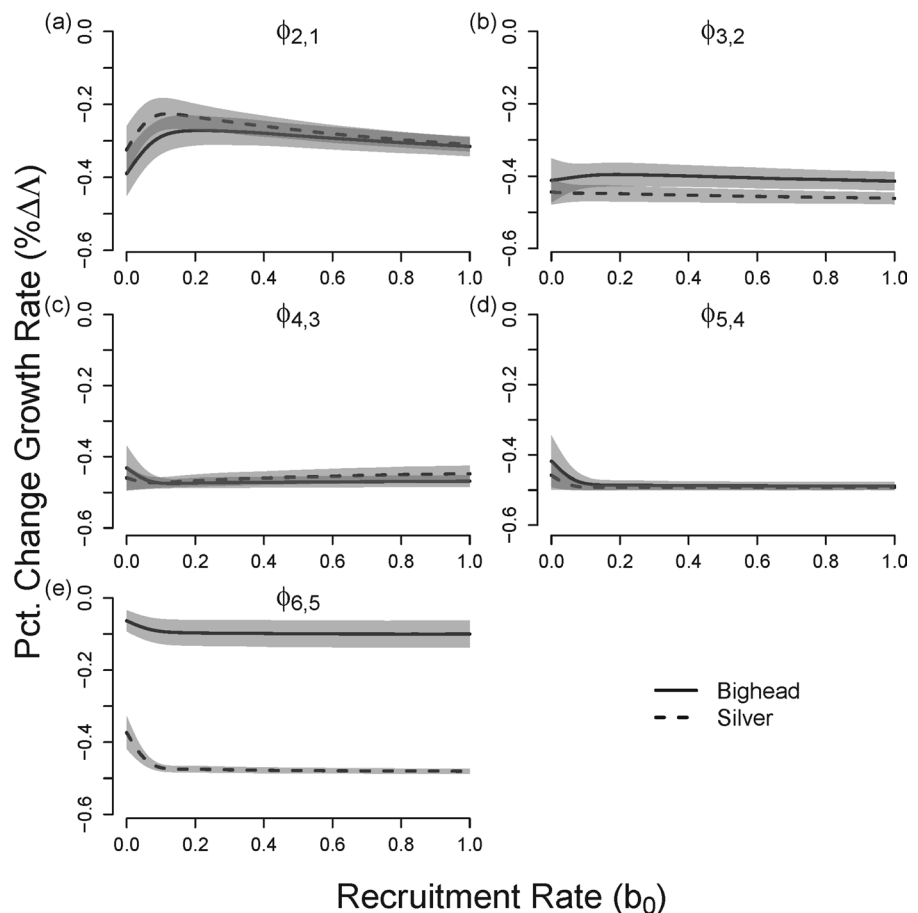 (a)
ϕ2,1
0.0
−0.2
−0.4
−0.6
0.0 0.2 0.4 0.6 0.8 1.0
(b)
ϕ3,2
0.0
−0.2
−0.4
−0.6
0.0 0.2 0.4 0.6 0.8 1.0
(c)
ϕ4,3
0.0
−0.2
−0.4
−0.6
0.0 0.2 0.4 0.6 0.8 1.0
(d)
ϕ5,4
0.0
−0.2
−0.4
−0.6
0.0 0.2 0.4 0.6 0.8 1.0
(e)
ϕ6,5
0.0
−0.2
−0.4
−0.6
0.0 0.2 0.4 0.6 0.8 1.0
Bighead
Silver
Pct. Change Growth Rate (%ΔΛ)
Recruitment Rate (b0)